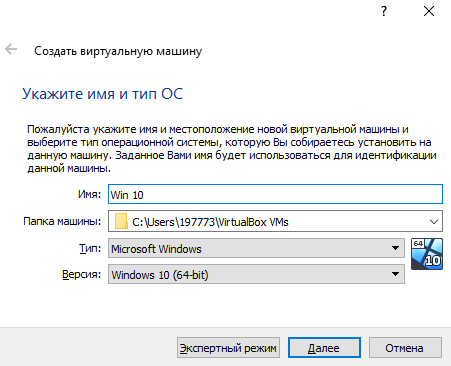 ?
Создать виртуальную машину
Укажите имя и тип ОС
Пожалуйста укажите имя и местоположение новой виртуальной машины и
выберите тип операционной системы, которую Вы собираетесь установить на
данную машину. Заданное Вами имя будет использоваться для идентификации
данной машины.
Имя: Win 10
Папка машины: C:\Users\197773\VirtualBox VMs
Тип: Microsoft Windows
64
10
Версия: Windows 10 (64-bit)
Экспертный режим Далее Отмена